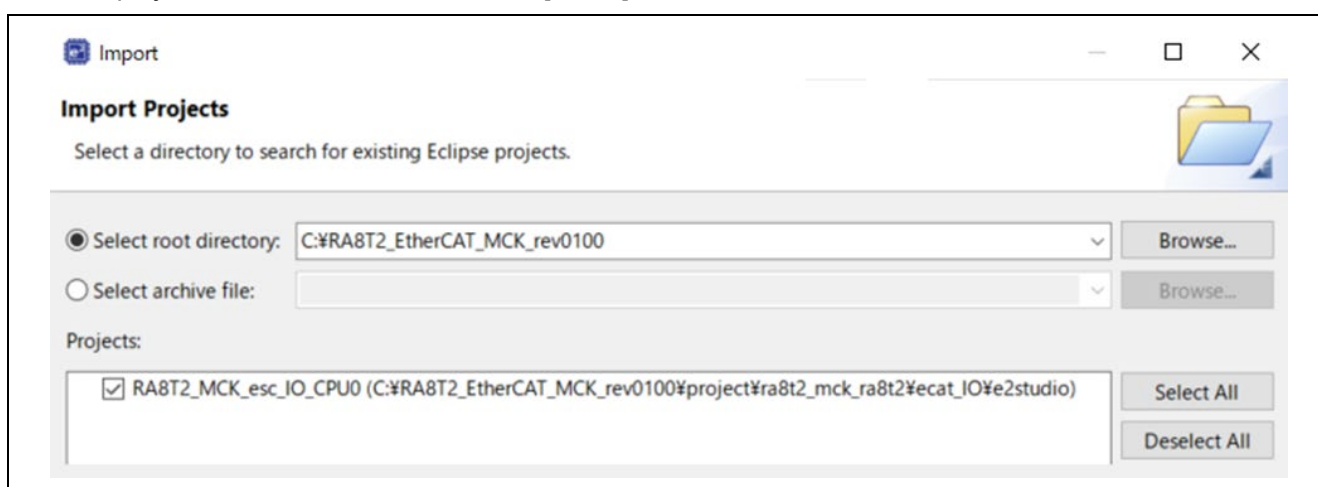 Import
Import Projects
Select a directory to search for existing Eclipse projects.
Select root directory: C:¥RA8T2_EtherCAT_MCK_rev0100 Browse...
Select archive file: Browse...
Projects:
RA8T2_MCK_esc_IO_CPU0 (C:¥RA8T2_EtherCAT_MCK_rev0100¥project¥ra8t2_mck_ra8t2¥ecat_IO¥e2studio) Select All
Deselect All